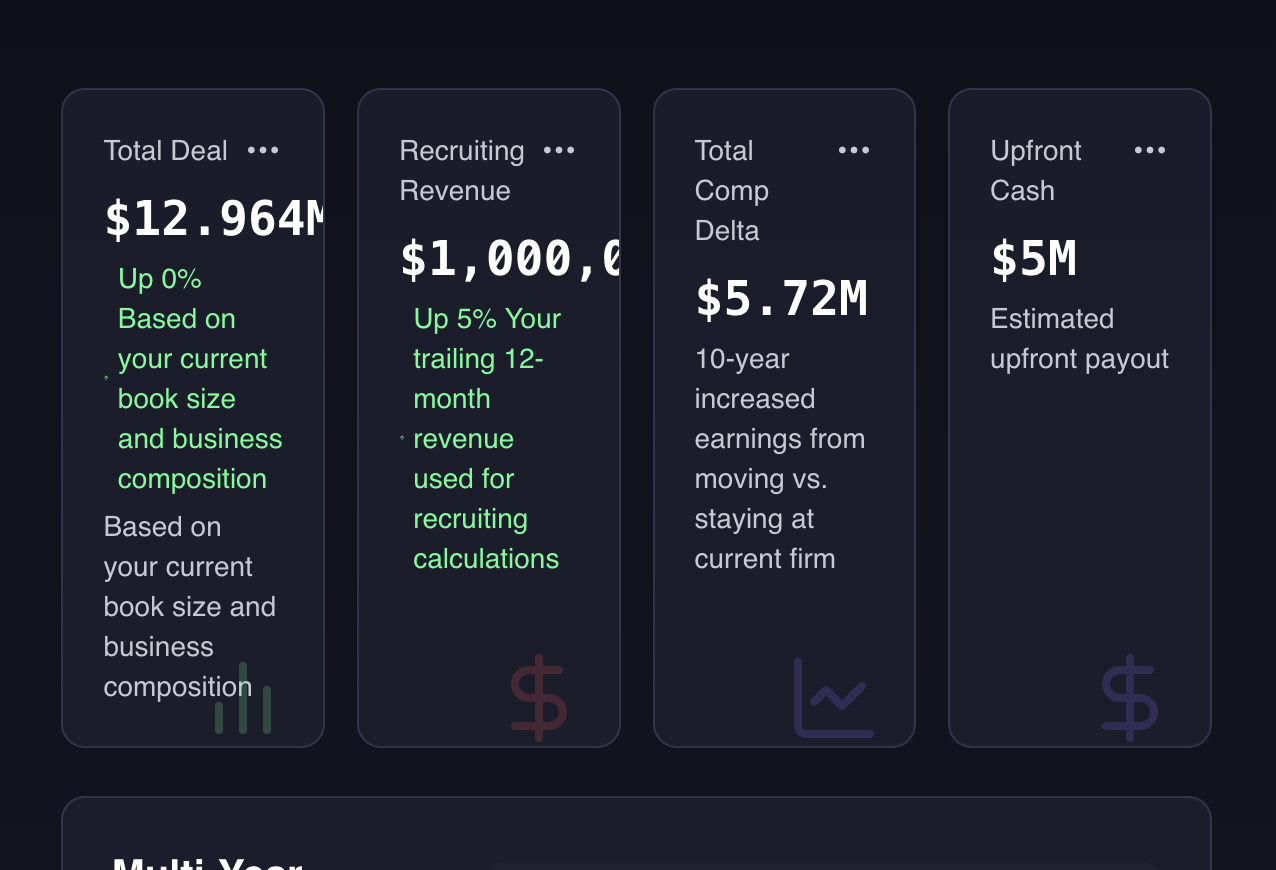 Total Deal
$12.964M
Up 0%
Based on
your current
book size
and business
composition
Based on
your current
book size and
business
composition
Recruiting
Revenue
$1,000,0
Up 5% Your
trailing 12-
month
revenue
used for
recruiting
calculations
Total
Comp
Delta
$5.72M
10-year
increased
earnings from
moving vs.
staying at
current firm
Upfront
Cash
$5M
Estimated
upfront payout
Multi-Year